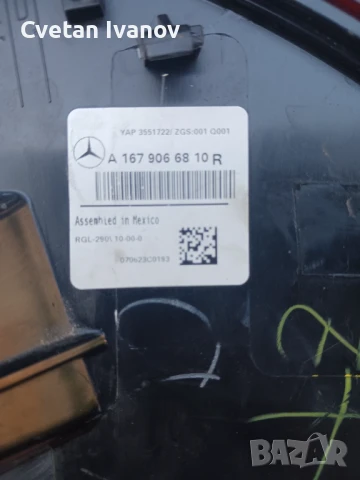 Cvetan Ivanov
YAP 3551722( ZGS:001 Q001
A 167 906 68 10 R
Assembled in Mexico
BAZAR